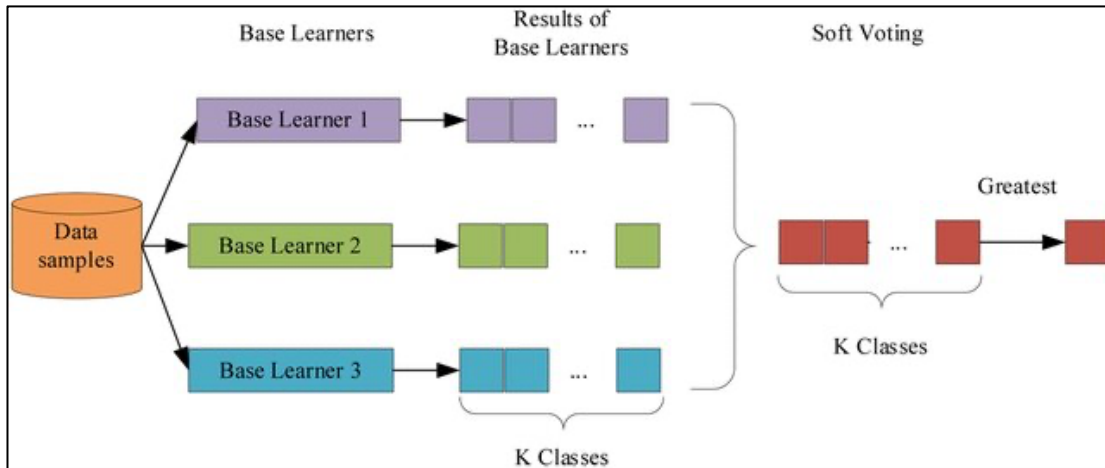 Base Learners
Results of
Base Learners
Soft Voting
Base Learner 1
...
Greatest
Data
samples
Base Learner 2
...
...
Base Learner 3
...
K Classes
K Classes